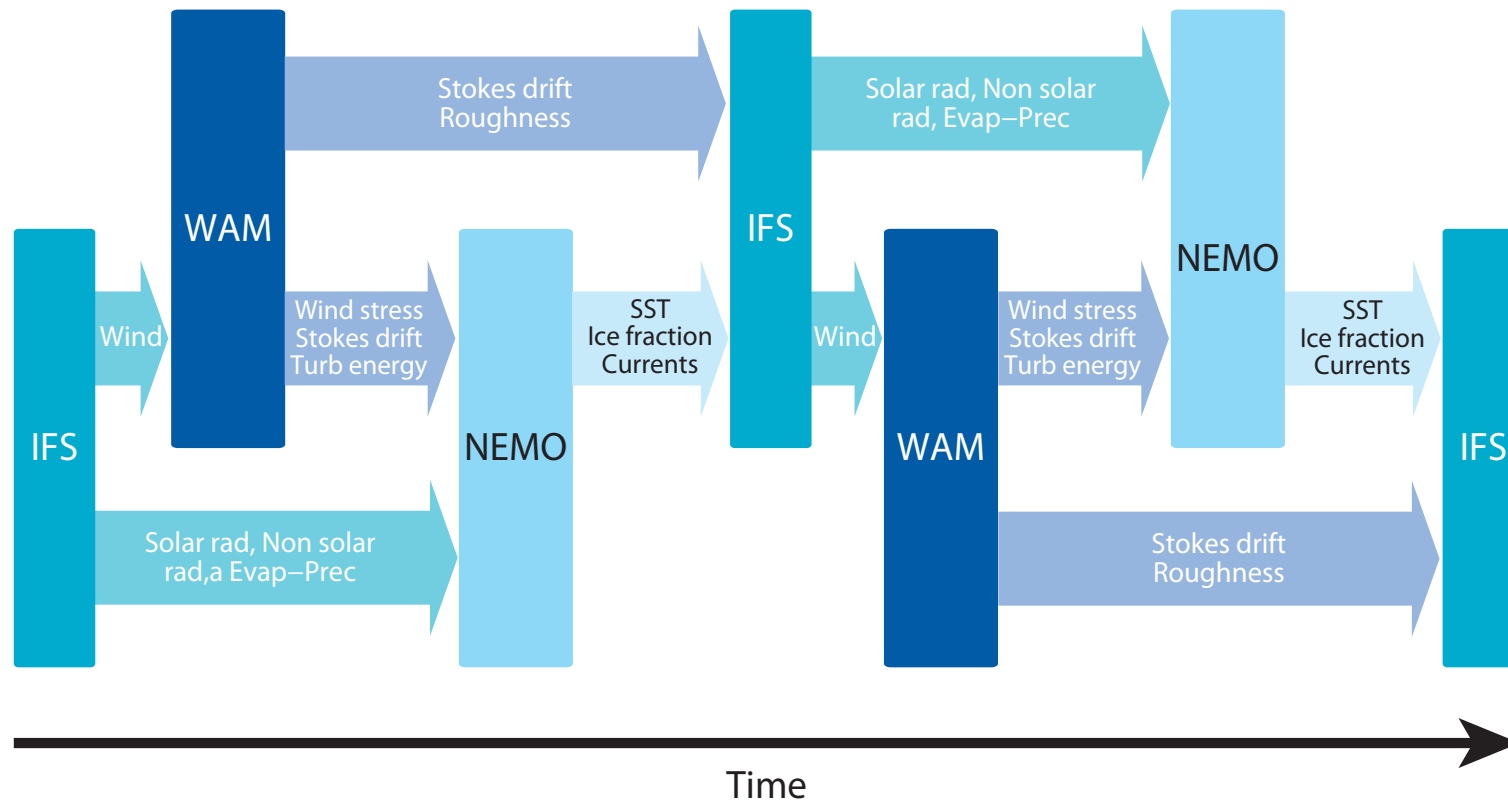 Stokes drift
Roughness
Solar rad, Non solar
rad, Evap−Prec
WAM
IFS
NEMO
Wind
Wind stress
Stokes drift
Turb energy
SST
Ice fraction
Currents
Wind
Wind stress
Stokes drift
Turb energy
SST
Ice fraction
Currents
IFS
NEMO
WAM
IFS
Solar rad, Non solar
rad,a Evap−Prec
Stokes drift
Roughness
Time